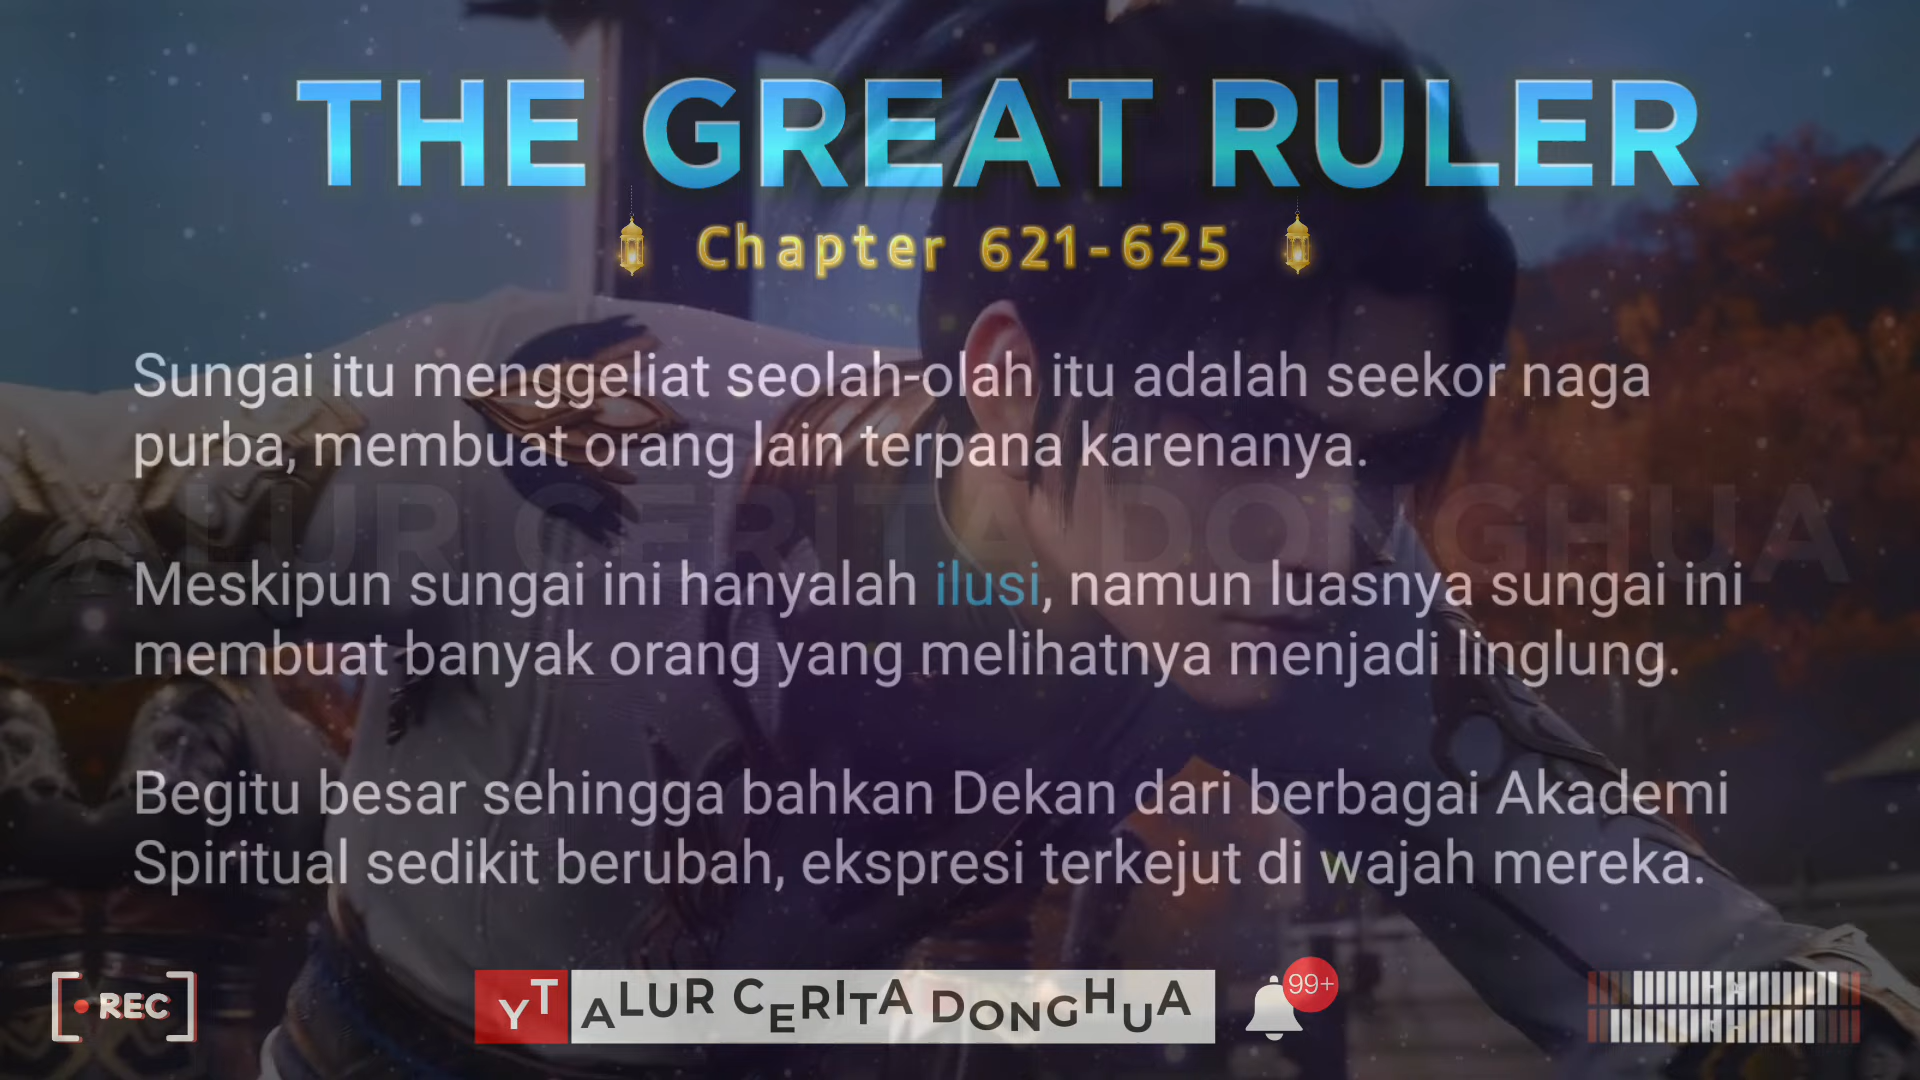 THE GREAT RULER
Chapter 621-625
Sungai itu menggeliat seolah-olah itu adalah seekor naga
purba, membuat orang lain terpana karenanya.
ALUR CERITA DONGHUA
Meskipun sungai ini hanyalah ilusi, namun luasnya sungai ini
membuat banyak orang yang melihatnya menjadi linglung.
Begitu besar sehingga bahkan Dekan dari berbagai Akademi
Spiritual sedikit berubah, ekspresi terkejut di wajah mereka.
REC
YT ALUR CERITA DONGHUA
99+